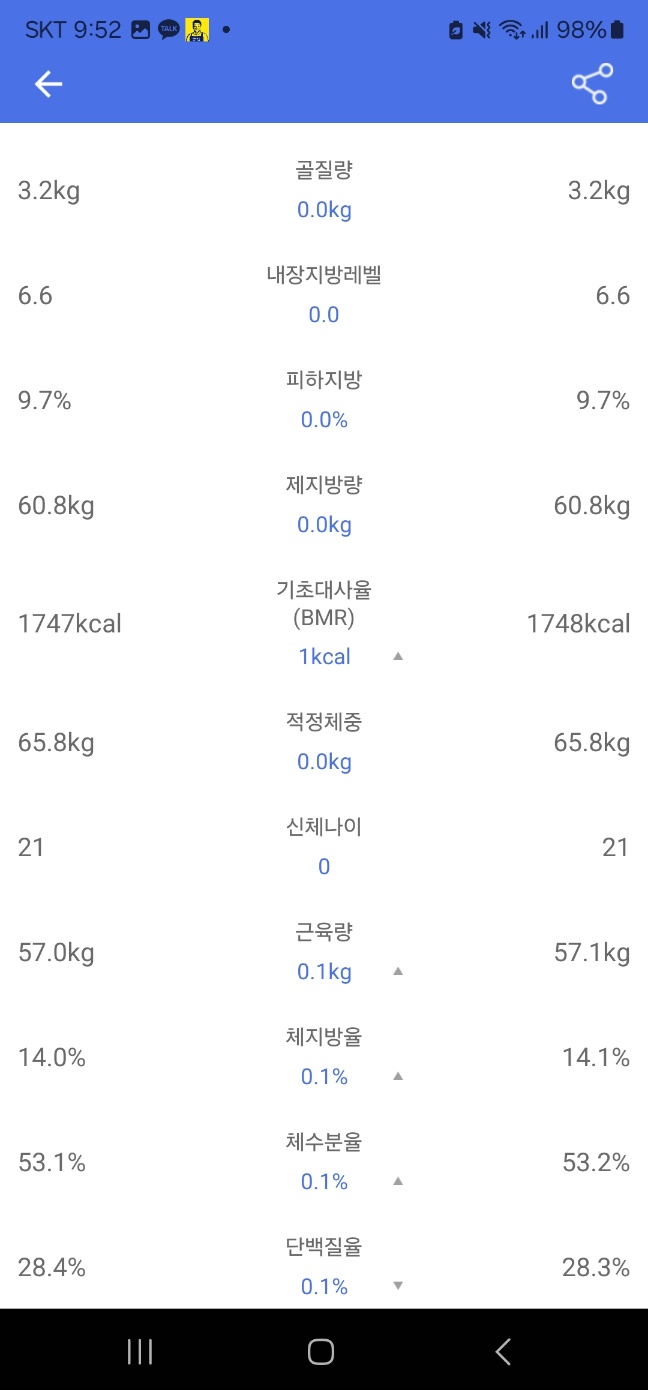 SKT 9:52 TALK 98%
골질량
3.2kg 3.2kg
0.0kg
내장지방레벨
6.6 6.6
0.0
피하지방
9.7% 9.7%
0.0%
제지방량
60.8kg 60.8kg
0.0kg
기초대사율
(BMR)
1747kcal 1748kcal
1kcal ▲
적정체중
65.8kg 65.8kg
0.0kg
신체나이
21 21
0
근육량
57.0kg 57.1kg
0.1kg ▲
체지방율
14.0% 14.1%
0.1% ▲
체수분율
53.1% 53.2%
0.1% ▲
단백질율
28.4% 28.3%
0.1% ▼